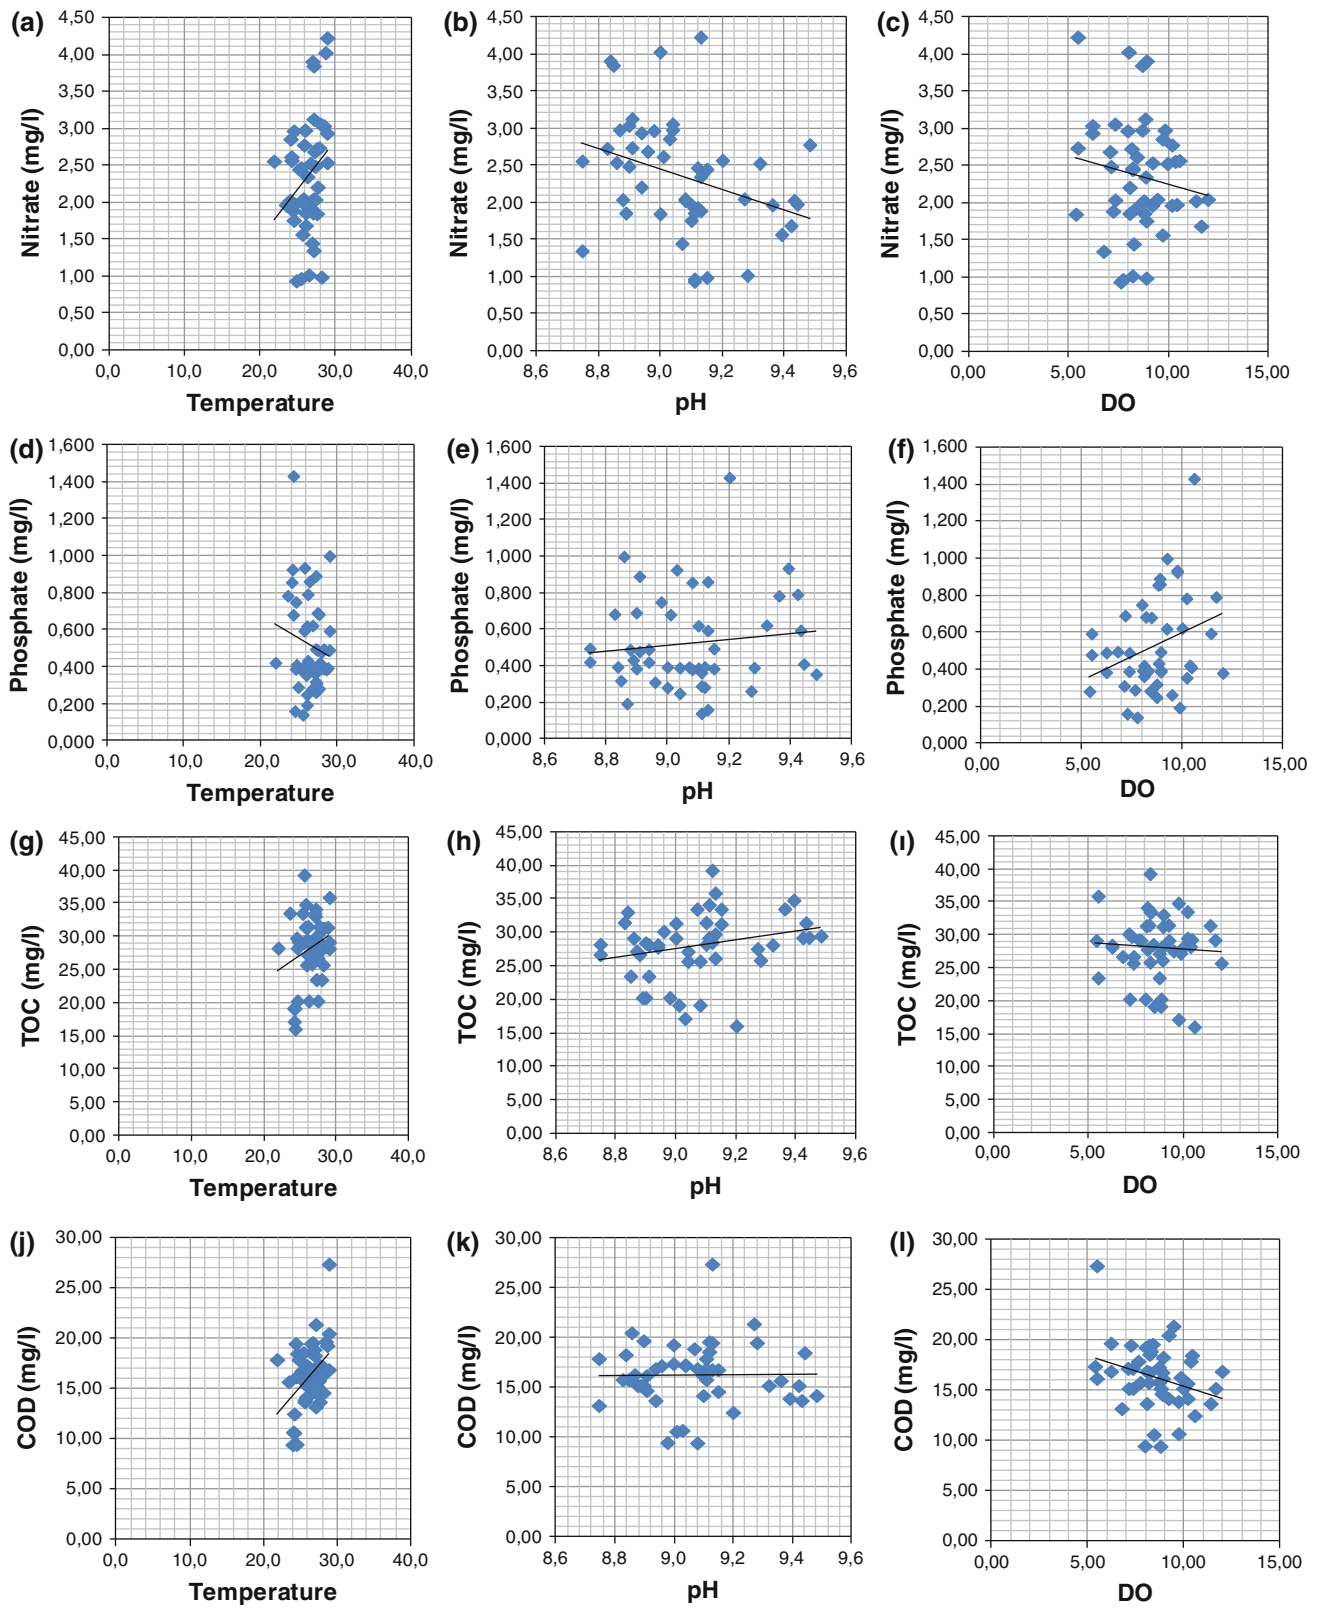 (a)
Nitrate (mg/l)
4,50
4,00
3,50
3,00
2,50
2,00
1,50
1,00
0,50
0,00
0,0 10,0 20,0 30,0 40,0
Temperature
(b)
Nitrate (mg/l)
4,50
4,00
3,50
3,00
2,50
2,00
1,50
1,00
0,50
0,00
8,6 8,8 9,0 9,2 9,4 9,6
pH
(c)
Nitrate (mg/l)
4,50
4,00
3,50
3,00
2,50
2,00
1,50
1,00
0,50
0,00
0,00 5,00 10,00 15,00
DO
(d)
Phosphate (mg/l)
1,600
1,400
1,200
1,000
0,800
0,600
0,400
0,200
0,000
0,0 10,0 20,0 30,0 40,0
Temperature
(e)
Phosphate (mg/l)
1,600
1,400
1,200
1,000
0,800
0,600
0,400
0,200
0,000
8,6 8,8 9,0 9,2 9,4 9,6
pH
(f)
Phosphate (mg/l)
1,600
1,400
1,200
1,000
0,800
0,600
0,400
0,200
0,000
0,00 5,00 10,00 15,00
DO
(g)
TOC (mg/l)
45,00
40,00
35,00
30,00
25,00
20,00
15,00
10,00
5,00
0,00
0,0 20,0 40,0
Temperature
(h)
TOC (mg/l)
45,00
40,00
35,00
30,00
25,00
20,00
15,00
10,00
5,00
0,00
8,6 8,8 9,0 9,2 9,4 9,6
pH
(ı)
TOC (mg/l)
45,00
40,00
35,00
30,00
25,00
20,00
15,00
10,00
5,00
0,00
0,00 5,00 10,00 15,00
DO
(j)
COD (mg/l)
30,00
25,00
20,00
15,00
10,00
5,00
0,00
0,0 10,0 20,0 30,0 40,0
Temperature
(k)
COD (mg/l)
30,00
25,00
20,00
15,00
10,00
5,00
0,00
8,6 8,8 9,0 9,2 9,4 9,6
pH
(l)
COD (mg/l)
30,00
25,00
20,00
15,00
10,00
5,00
0,00
0,00 5,00 10,00 15,00
DO